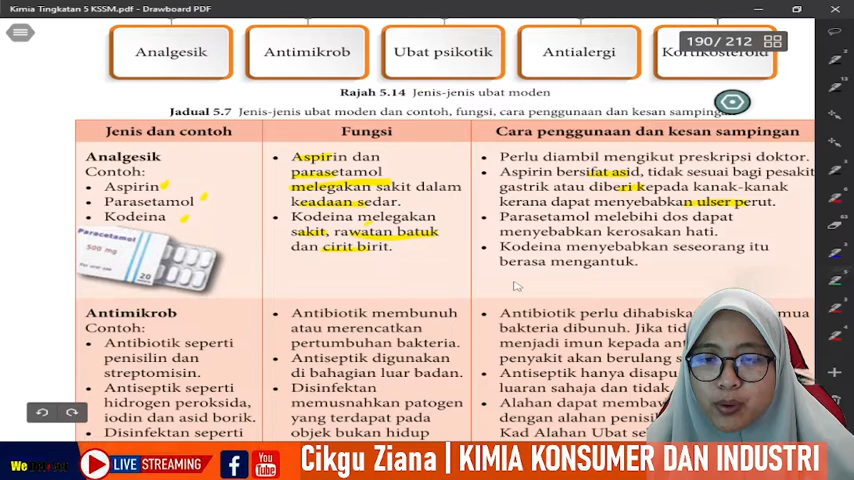 Kimia Tingkatan 5 KSSM.pdf - Drawboard PDF
190 / 212
Analgesik
Antimikrob
Ubat psikotik
Antialergi
Kortikosteroid
Rajah 5.14 Jenis-jenis ubat moden
Jadual 5.7 Jenis-jenis ubat moden dan contoh, fungsi, cara penggunaan dan kesan sampingan
Jenis dan contoh
Fungsi
Cara penggunaan dan kesan sampingan
Analgesik
Contoh:
• Aspirin
• Parasetamol
• Kodeina
Paracetamol
500 mg
For oral use
20
• Aspirin dan
parasetamol
melegakan sakit dalam
keadaan sedar.
• Kodeina melegakan
sakit, rawatan batuk
dan cirit birit.
• Perlu diambil mengikut preskripsi doktor.
• Aspirin bersifat asid, tidak sesuai bagi pesakit
gastrik atau diberi kepada kanak-kanak
kerana dapat menyebabkan ulser perut.
• Parasetamol melebihi dos dapat
menyebabkan kerosakan hati.
• Kodeina menyebabkan seseorang itu
berasa mengantuk.
Antimikrob
Contoh:
• Antibiotik seperti
penisilin dan
streptomisin.
• Antiseptik seperti
hidrogen peroksida,
iodin dan asid borik.
• Disinfektan seperti
• Antibiotik membunuh
atau merencatkan
pertumbuhan bakteria.
• Antiseptik digunakan
di bahagian luar badan.
• Disinfektan
memusnahkan patogen
yang terdapat pada
objek bukan hidup
• Antibiotik perlu dihabiska
bakteria dibunuh. Jika tid
menjadi imun kepada ant
penyakit akan berulang s
• Antiseptik hanya disapu
luaran sahaja dan tidak
• Alahan dapat membay
dengan alahan penisil
Kad Alahan Ubat se
LIVE STREAMING
You
Tube
Cikgu Ziana | KIMIA KONSUMER DAN INDUSTRI